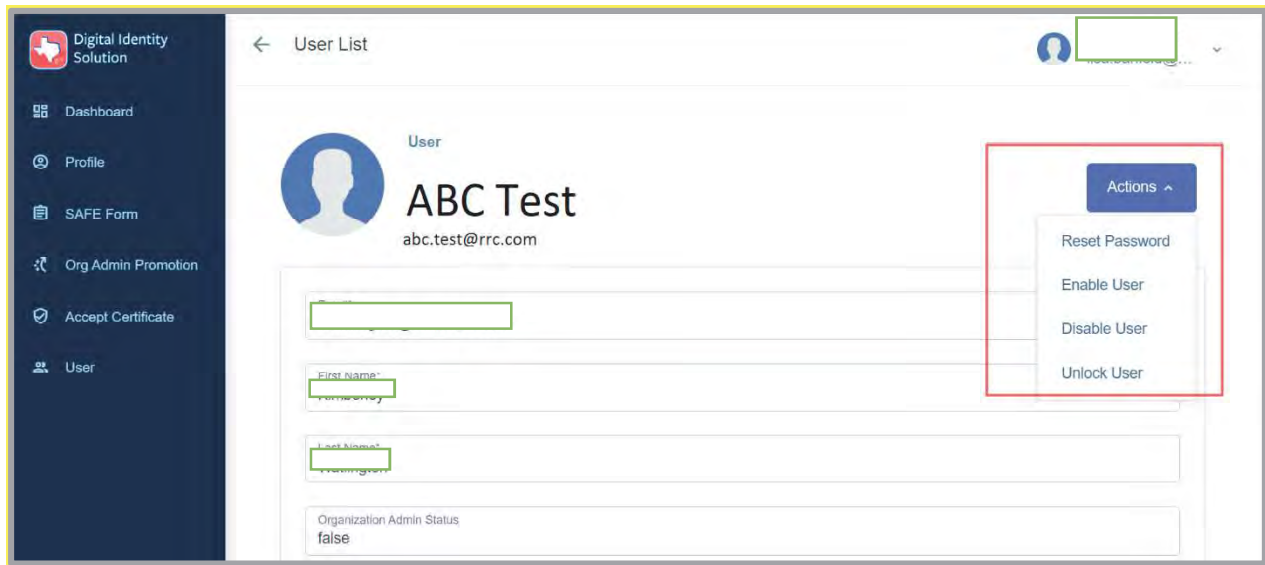 Digital Identity
Solution
User List
Dashboard
Profile
SAFE Form
Org Admin Promotion
Accept Certificate
User
User
ABC Test
abc.test@rrc.com
Actions
Reset Password
Enable User
Disable User
Unlock User
First Name*
Last Name*
Organization Admin Status
false